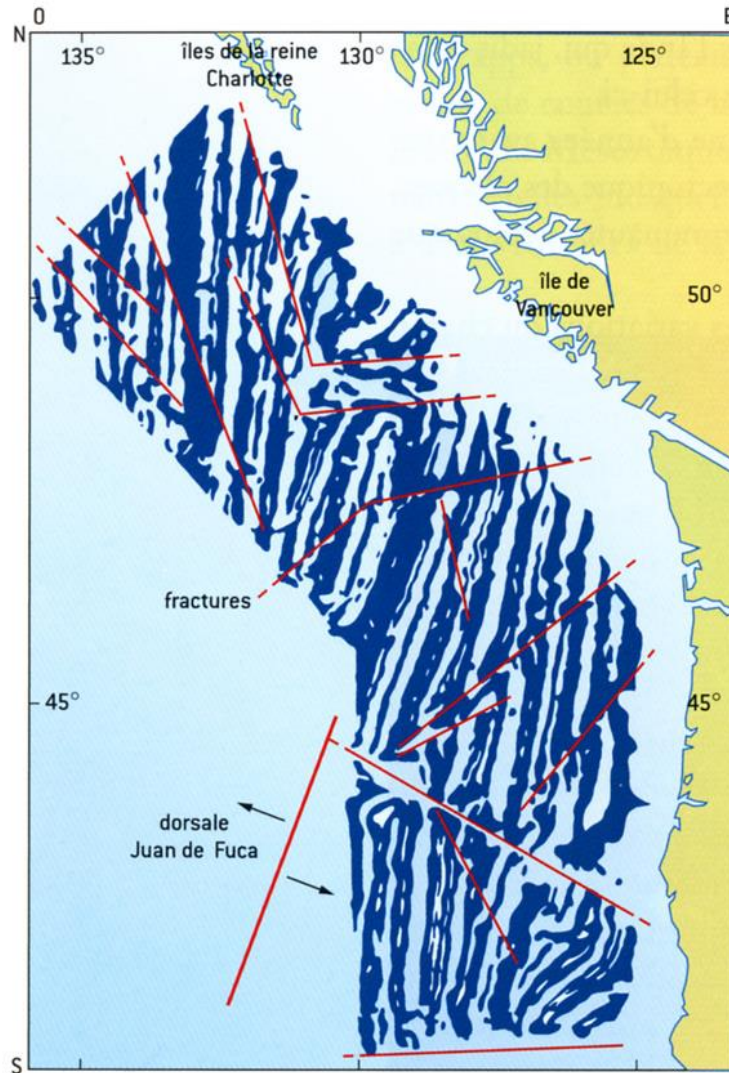 O
E
N
135°
îles de la reine
Charlotte
130°
125°
île de
Vancouver
50°
fractures
45°
45°
dorsale
Juan de Fuca
S